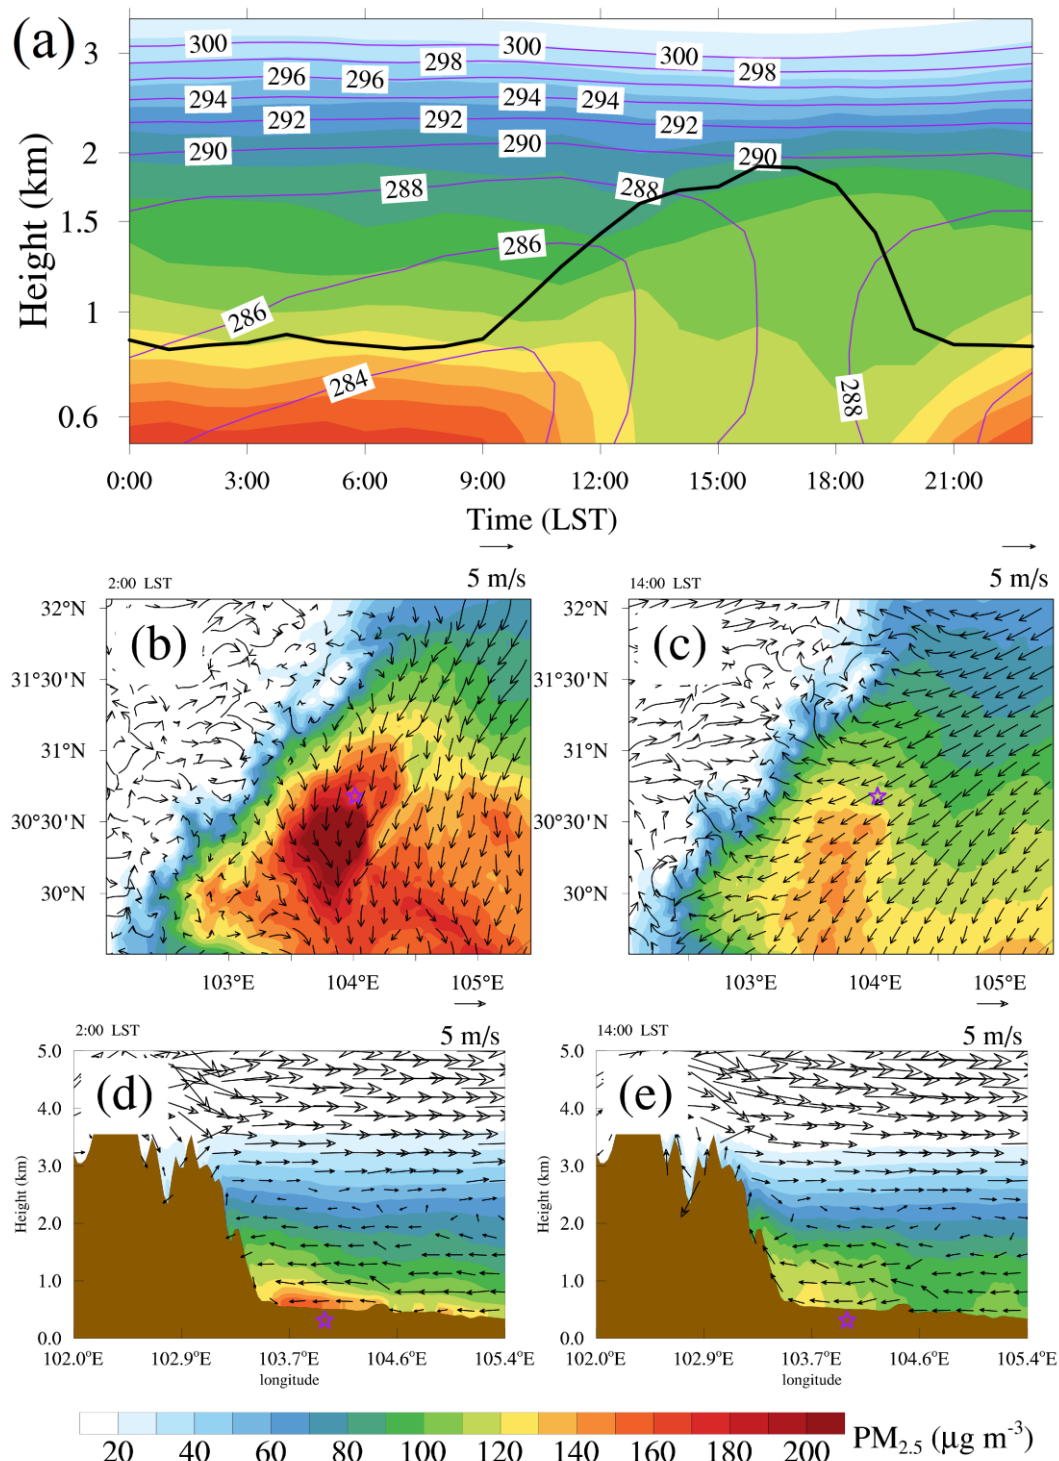 (a)
300 300 300
298 298
296 296
294 294 294
292 292 292
290 290 290
288 288
286
286
284
288
3
2
1.5
1
0.6
Height (km)
0:00 3:00 6:00 9:00 12:00 15:00 18:00 21:00
Time (LST)
2:00 LST
5 m/s
(b)
32°N
31°30'N
31°N
30°30'N
30°N
103°E 104°E 105°E
14:00 LST
5 m/s
(c)
32°N
31°30'N
31°N
30°30'N
30°N
103°E 104°E 105°E
2:00 LST
5 m/s
(d)
5.0
4.0
3.0
2.0
1.0
0.0
Height (km)
102.0°E 102.9°E 103.7°E 104.6°E 105.4°E
longitude
14:00 LST
5 m/s
(e)
5.0
4.0
3.0
2.0
1.0
0.0
Height (km)
102.0°E 102.9°E 103.7°E 104.6°E 105.4°E
longitude
20 40 60 80 100 120 140 160 180 200
PM2.5 (μg m-3)